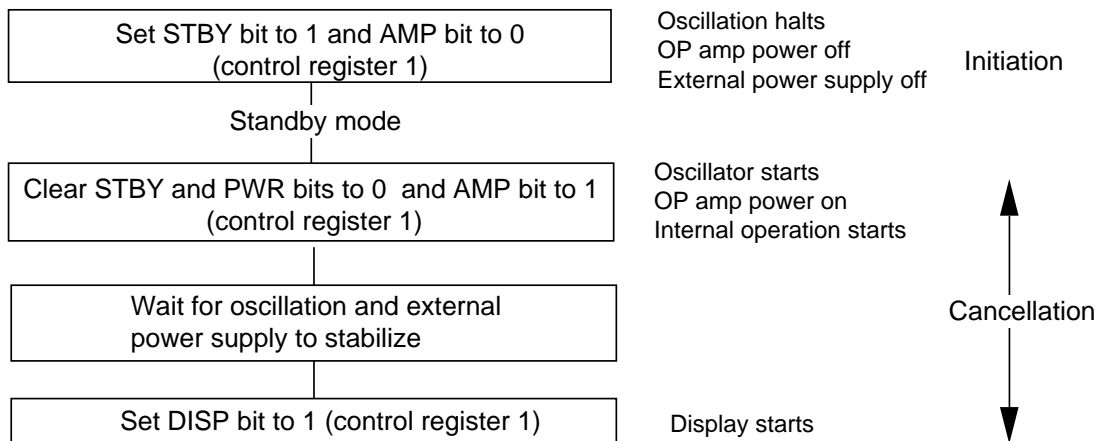 Set STBY bit to 1 and AMP bit to 0
(control register 1)
Oscillation halts
OP amp power off
External power supply off
Initiation
Standby mode
Clear STBY and PWR bits to 0 and AMP bit to 1
(control register 1)
Oscillator starts
OP amp power on
Internal operation starts
Wait for oscillation and external
power supply to stabilize
Cancellation
Set DISP bit to 1 (control register 1)
Display starts